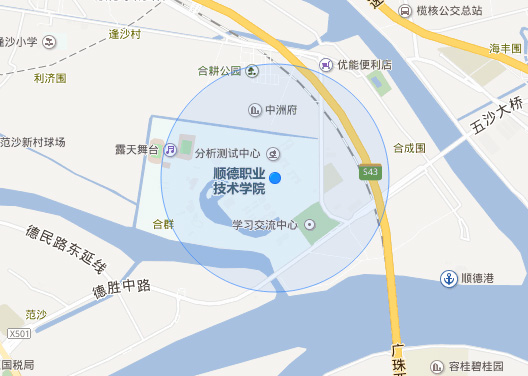 榄核公交总站
逢沙村
逢沙小学
海丰围
优能便利店
合耕公园
利济围
中洲府
五沙大桥
范沙新村球场
露天舞台
分析测试中心
合成围
顺德职业
技术学院
S43
合群
学习交流中心
德民路东延线
顺德港
德胜中路
范沙
X501
国税局
广珠西
容桂碧桂园